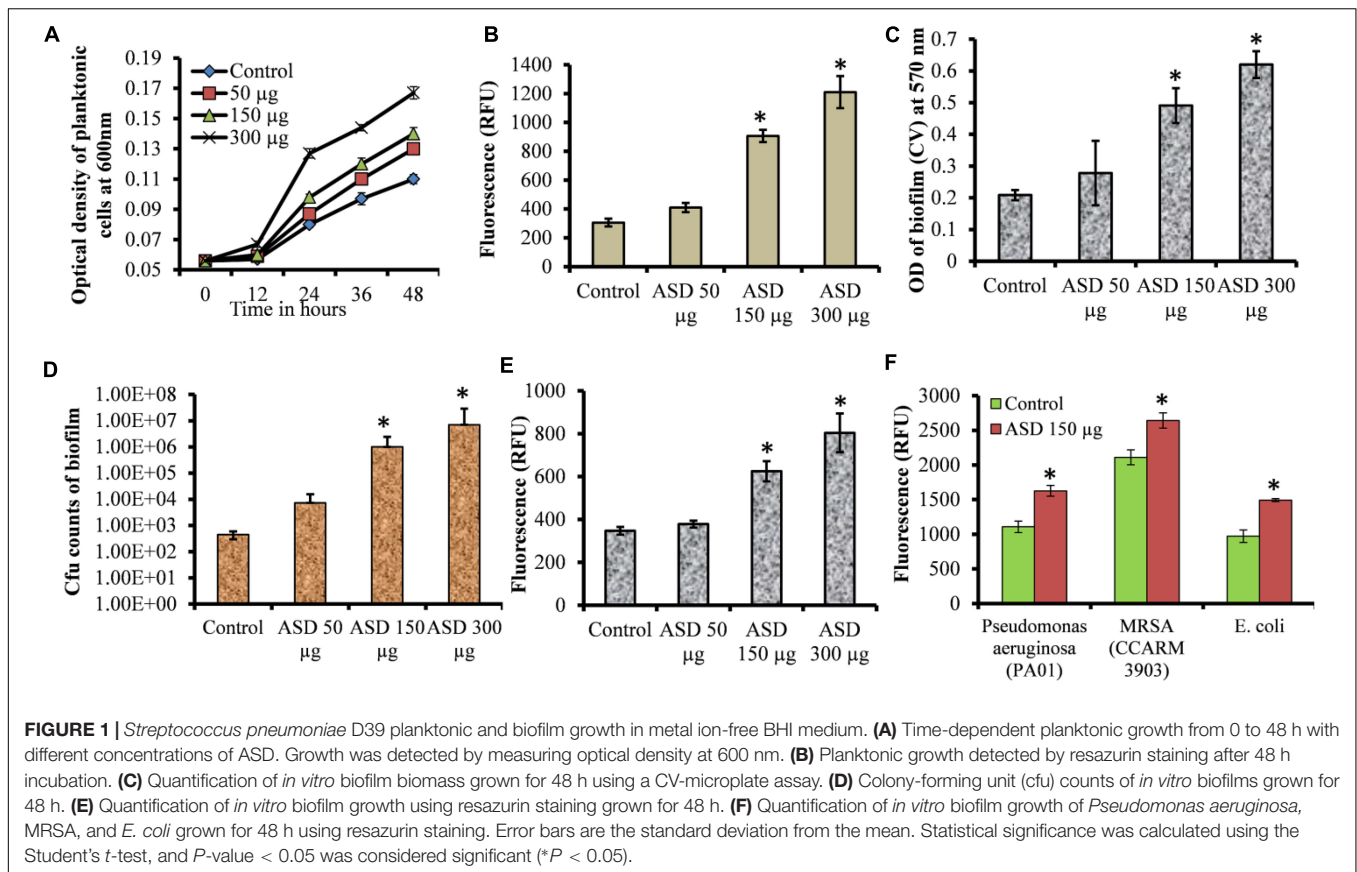 A
Optical density of planktonic
cells at 600nm
0.19
0.17
0.15
0.13
0.11
0.09
0.07
0.05
Control
50 µg
150 µg
300 µg
0 12 24 36 48
Time in hours
B
Fluorescence (RFU)
1400
1200
1000
800
600
400
200
0
*
*
Control ASD 50 ASD ASD
µg 150 µg 300 µg
C
OD of biofilm (CV) at 570 nm
0.7
0.6
0.5
0.4
0.3
0.2
0.1
0
*
*
Control ASD 50 ASD 150 ASD 300
µg µg µg
D
Cfu counts of biofilm
1.00E+08
1.00E+07
1.00E+06
1.00E+05
1.00E+04
1.00E+03
1.00E+02
1.00E+01
1.00E+00
*
*
Control ASD 50 ASD 150 ASD 300
µg µg µg
E
Fluorescence (RFU)
1000
800
600
400
200
0
*
*
Control ASD 50 ASD ASD
µg 150 µg 300 µg
F
Fluorescence (RFU)
3000
2500
2000
1500
1000
500
0
Control
ASD 150 µg
*
*
*
Pseudomonas MRSA E. coli
aeruginosa (CCARM
(PA01) 3903)
FIGURE 1 | Streptococcus pneumoniae D39 planktonic and biofilm growth in metal ion-free BHI medium. (A) Time-dependent planktonic growth from 0 to 48 h with
different concentrations of ASD. Growth was detected by measuring optical density at 600 nm. (B) Planktonic growth detected by resazurin staining after 48 h
incubation. (C) Quantification of in vitro biofilm biomass grown for 48 h using a CV-microplate assay. (D) Colony-forming unit (cfu) counts of in vitro biofilms grown for
48 h. (E) Quantification of in vitro biofilm growth using resazurin staining grown for 48 h. (F) Quantification of in vitro biofilm growth of Pseudomonas aeruginosa,
MRSA, and E. coli grown for 48 h using resazurin staining. Error bars are the standard deviation from the mean. Statistical significance was calculated using the
Student's t-test, and P-value < 0.05 was considered significant (*P < 0.05).